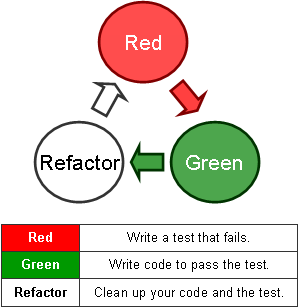 Red
Refactor
Green
Red Write a test that fails.
Green Write code to pass the test.
Refactor Clean up your code and the test.